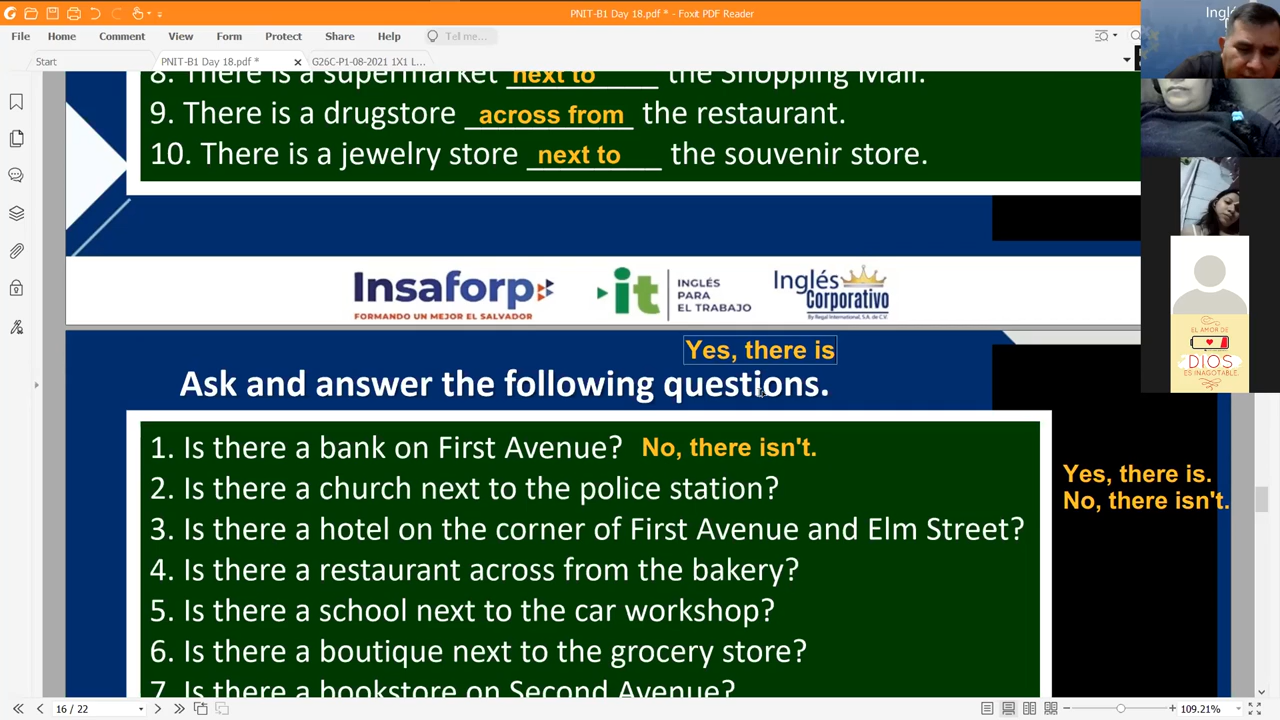 PNIT-B1 Day 18.pdf * - Foxit PDF Reader
File Home Comment View Form Protect Share Help Tell me...
Start PNIT-B1 Day 18.pdf * G26C-P1-08-2021 1X1 L...
8. There is a supermarket next to the Shopping Mall.
9. There is a drugstore across from the restaurant.
10. There is a jewelry store next to the souvenir store.
Insaforp
FORMANDO UN MEJOR EL SALVADOR
it
INGLÉS
PARA
EL TRABAJO
Inglés
Corporativo
By Regal International, S.A. de C.V.
Yes, there is
Ask and answer the following questions.
1. Is there a bank on First Avenue? No, there isn't.
2. Is there a church next to the police station?
3. Is there a hotel on the corner of First Avenue and Elm Street?
4. Is there a restaurant across from the bakery?
5. Is there a school next to the car workshop?
6. Is there a boutique next to the grocery store?
7. Is there a bookstore on Second Avenue?
Yes, there is.
No, there isn't.
EL AMOR DE
DIOS
ES INAGOTABLE.
16 / 22
109.21%